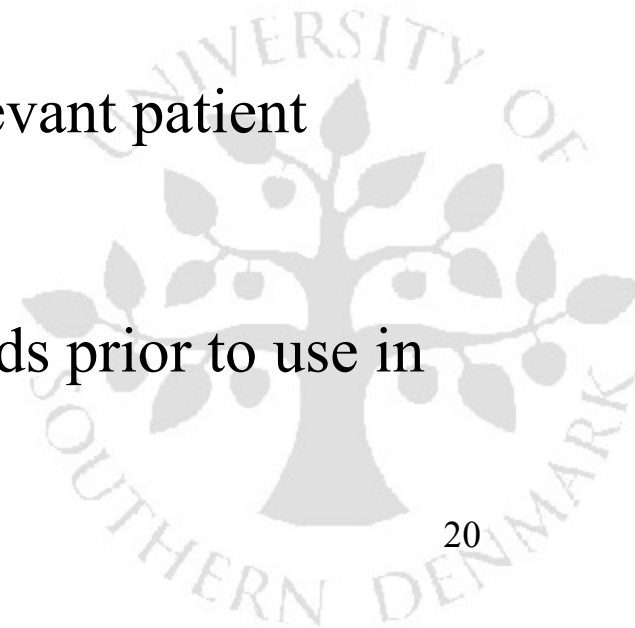 UNIVERSITY OF
evant patient
ds prior to use in
20
SOUTHERN DENMARK